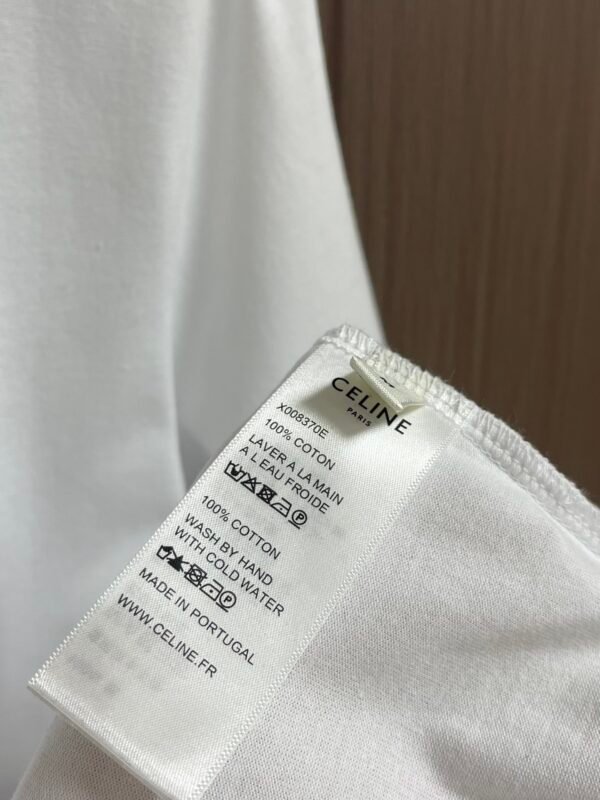 CELINE
PARIS
X008370E
100% COTON
LAVER A LA MAIN
A L EAU FROIDE
P
100% COTTON
WASH BY HAND
WITH COLD WATER
P
MADE IN PORTUGAL
WWW.CELINE.FR